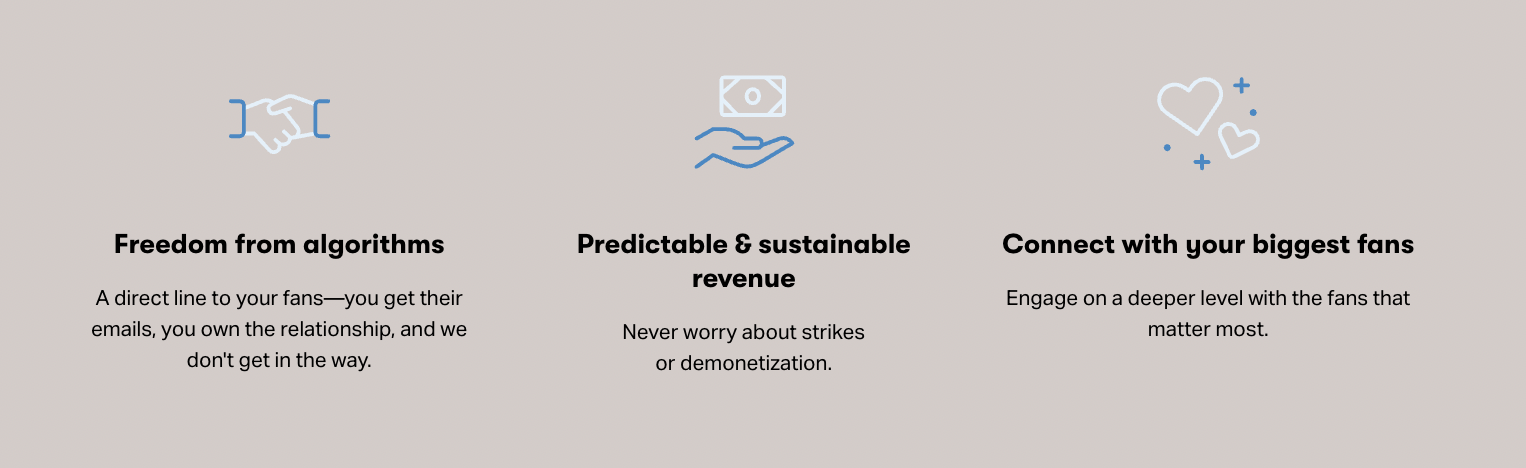 Freedom from algorithms
A direct line to your fans—you get their
emails, you own the relationship, and we
don't get in the way.
Predictable & sustainable
revenue
Never worry about strikes
or demonetization.
Connect with your biggest fans
Engage on a deeper level with the fans that
matter most.